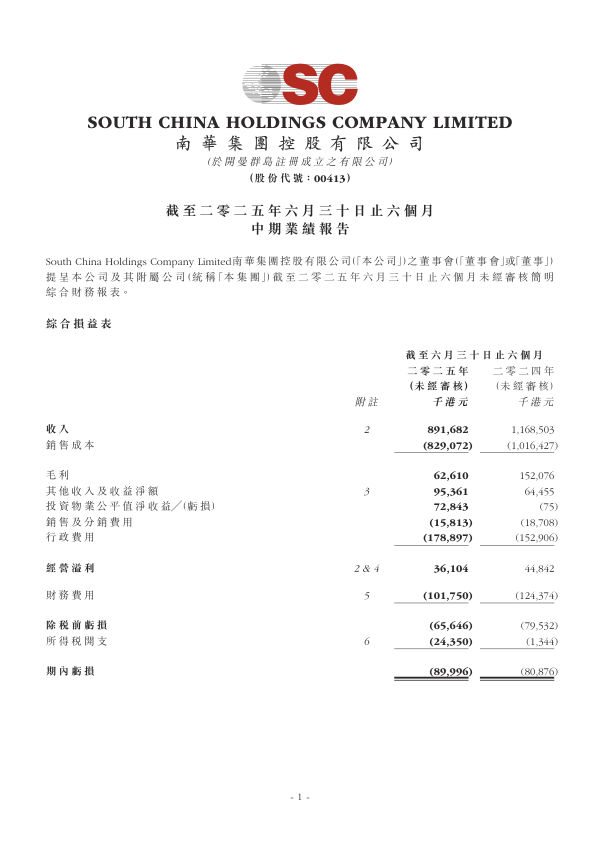 SC
SOUTH CHINA HOLDINGS COMPANY LIMITED
南華集團控股有限公司
(於開曼群島註冊成立之有限公司)
(股份代號：00413)
截至二零二五年六月三十日止六個月
中期業績報告
South China Holdings Company Limited南華集團控股有限公司(「本公司」)之董事會(「董事會」或「董事」)
提呈本公司及其附屬公司(統稱「本集團」)截至二零二五年六月三十日止六個月未經審核簡明
綜合財務報表。
綜合損益表
截至六月三十日止六個月
二零二五年 二零二四年
(未經審核) (未經審核)
附註 千港元 千港元
收入 2 891,682 1,168,503
銷售成本 (829,072) (1,016,427)
毛利 62,610 152,076
其他收入及收益淨額 3 95,361 64,455
投資物業公平值淨收益╱(虧損) 72,843 (75)
銷售及分銷費用 (15,813) (18,708)
行政費用 (178,897) (152,906)
經營溢利 2 & 4 36,104 44,842
財務費用 5 (101,750) (124,374)
除稅前虧損 (65,646) (79,532)
所得稅開支 6 (24,350) (1,344)
期內虧損 (89,996) (80,876)
- 1 -